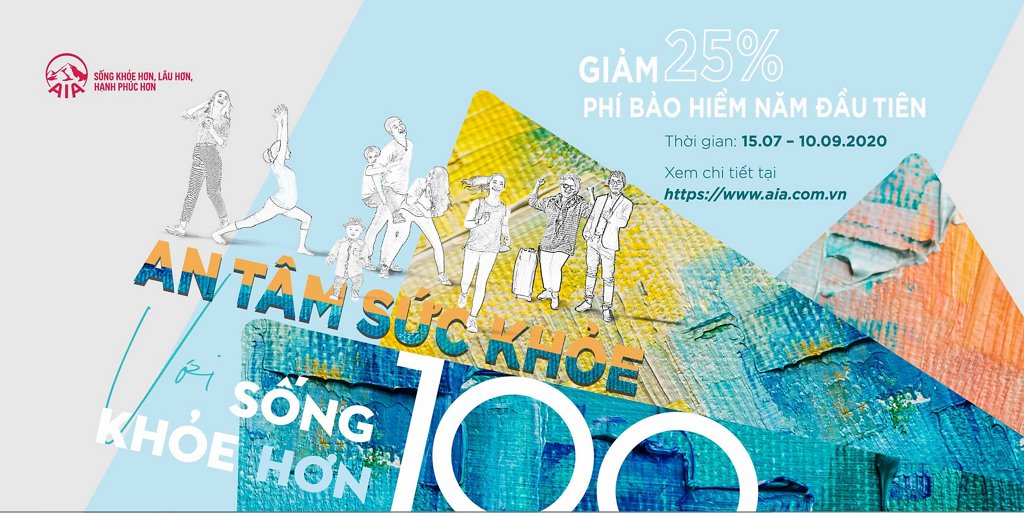 AIA
SỐNG KHỎE HƠN, LÂU HƠN,
HẠNH PHÚC HƠN
GIẢM 25%
PHÍ BẢO HIỂM NĂM ĐẦU TIÊN
Thời gian: 15.07 – 10.09.2020
Xem chi tiết tại
https://www.aia.com.vn
AN TÂM SỨC KHỎE
Với
SỐNG
KHỎE HƠN
100